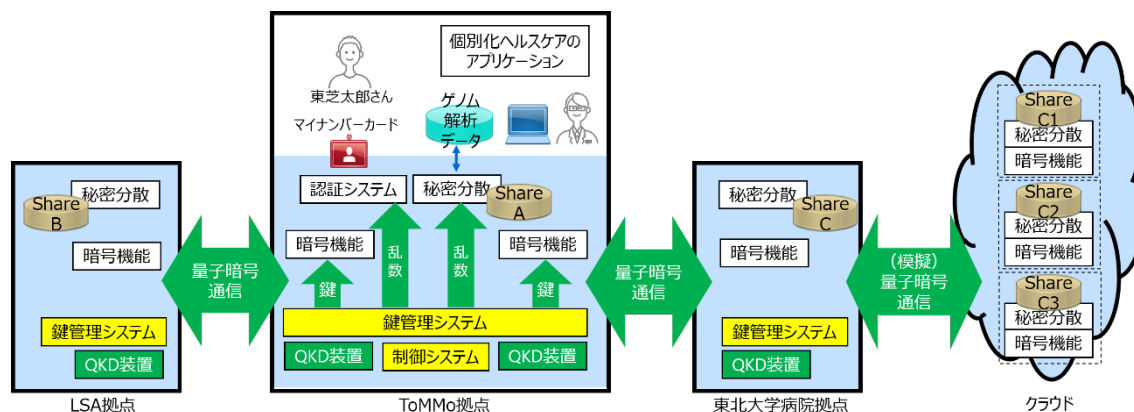 個別化ヘルスケアの
アプリケーション
東芝太郎さん
マイナンバーカード
ゲノム
解析
データ
認証システム
秘密分散
Share
A
暗号機能
乱数
乱数
暗号機能
鍵
鍵
鍵管理システム
QKD装置
制御システム
QKD装置
ToMMo拠点
秘密分散
Share
B
暗号機能
鍵管理システム
QKD装置
LSA拠点
量子暗号
通信
量子暗号
通信
秘密分散
Share
C
暗号機能
鍵管理システム
QKD装置
東北大学病院拠点
(模擬)
量子暗号
通信
Share
C1
秘密分散
暗号機能
Share
C2
秘密分散
暗号機能
Share
C3
秘密分散
暗号機能
クラウド